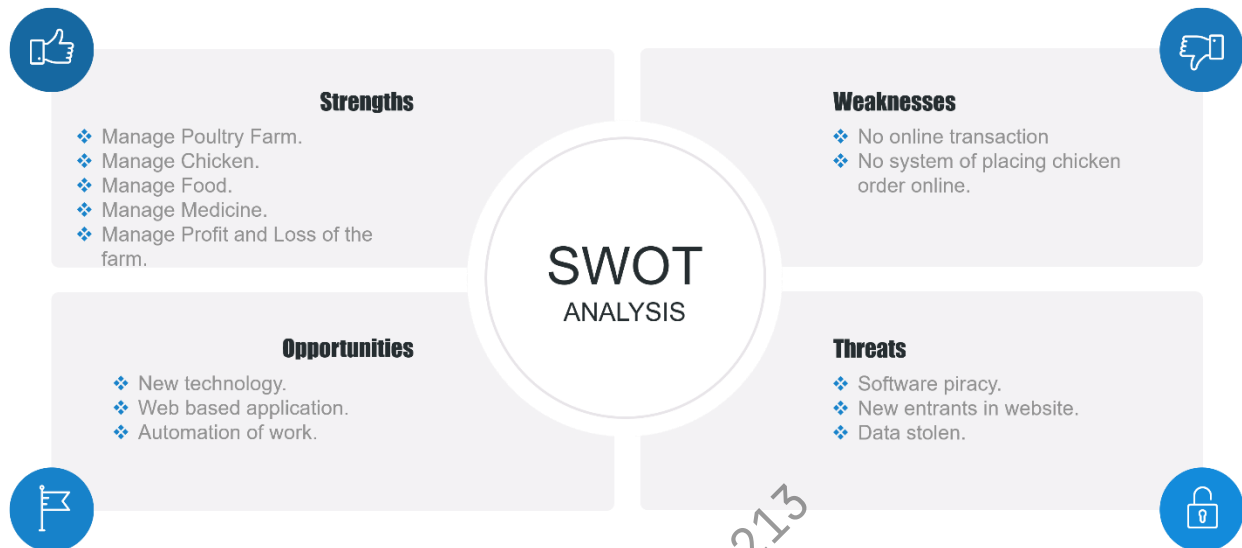 Strengths
❖ Manage Poultry Farm.
❖ Manage Chicken.
❖ Manage Food.
❖ Manage Medicine.
❖ Manage Profit and Loss of the
farm.
Weaknesses
❖ No online transaction
❖ No system of placing chicken
order online.
SWOT
ANALYSIS
Opportunities
❖ New technology.
❖ Web based application.
❖ Automation of work.
Threats
❖ Software piracy.
❖ New entrants in website.
❖ Data stolen.
213